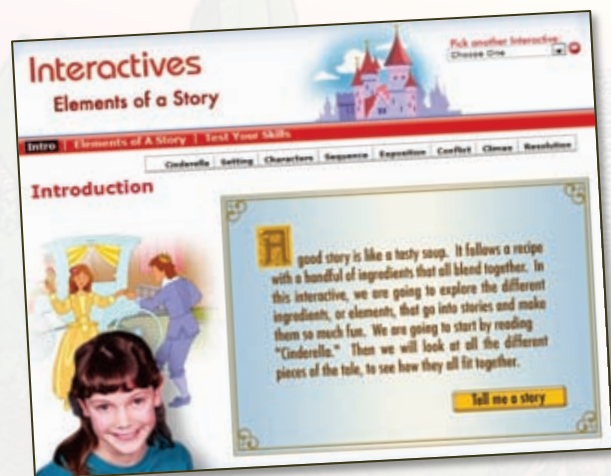 Interactives
Elements of a Story
Pick another Interactive:
Choose One
Intro | Elements of A Story | Test Your Skills
Cinderella Setting Characters Sequence Exposition Conflict Climax Resolution
Introduction
A good story is like a tasty soup. It follows a recipe
with a handful of ingredients that all blend together. In
this interactive, we are going to explore the different
ingredients, or elements, that go into stories and make
them so much fun. We are going to start by reading
"Cinderella." Then we will look at all the different
pieces of the tale, to see how they all fit together.
Tell me a story